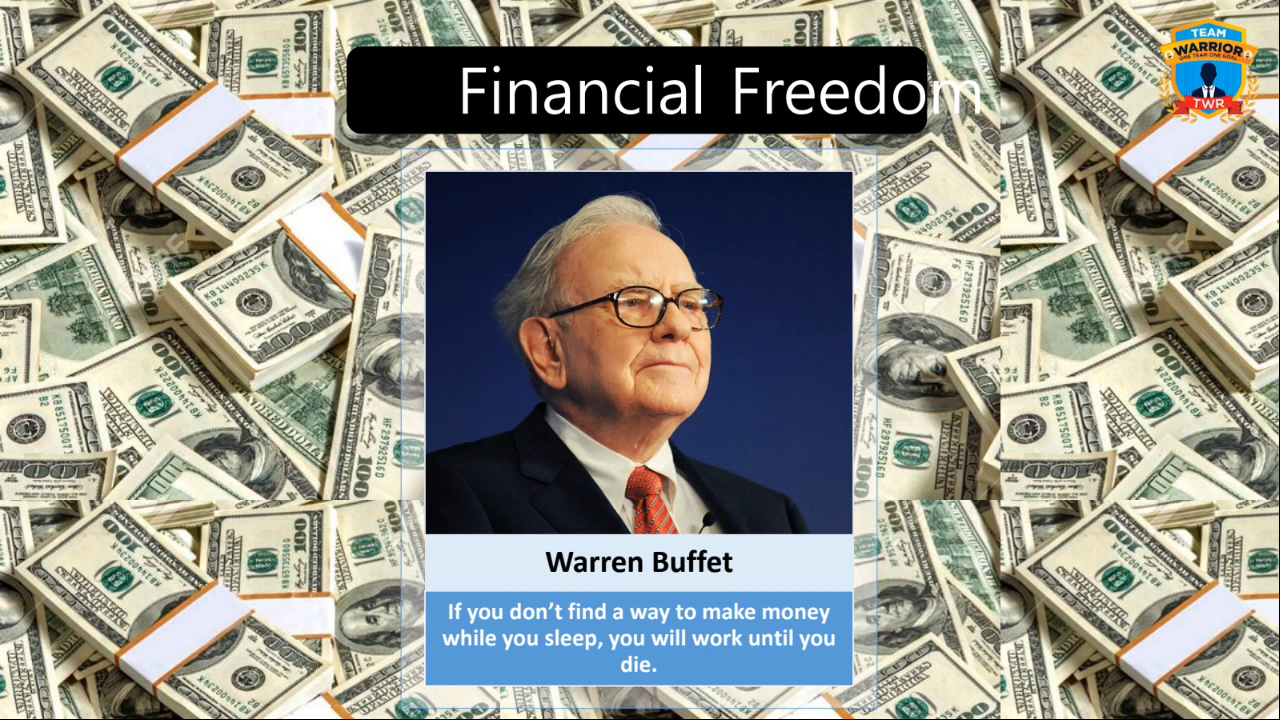 Financial Freedom
TEAM
WARRIOR
ONE TEAM ONE GOAL
TWR
Warren Buffet
If you don’t find a way to make money
while you sleep, you will work until you
die.